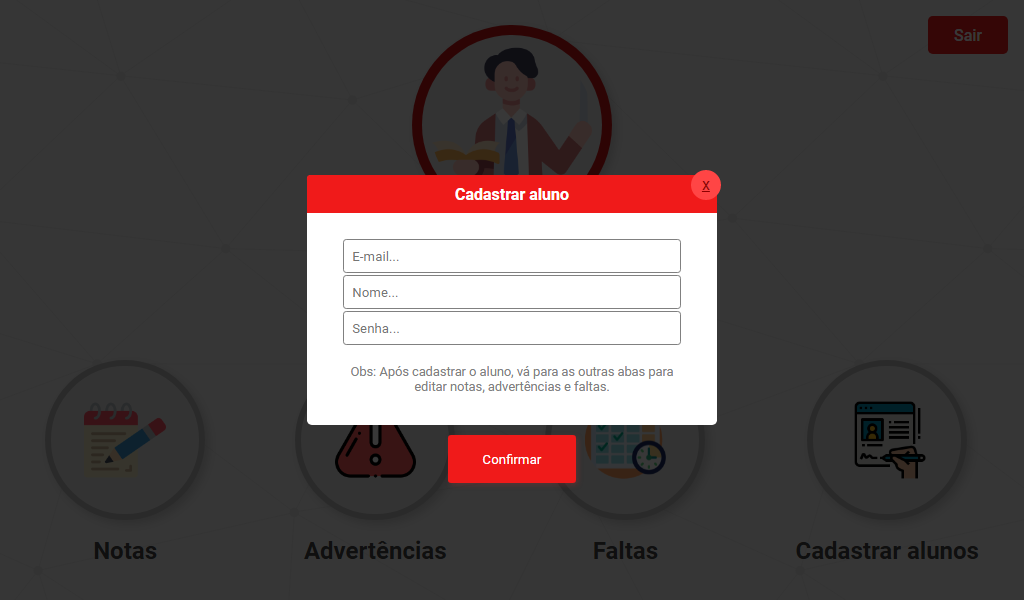 Sair
Cadastrar aluno
X
E-mail...
Nome...
Senha...
Obs: Após cadastrar o aluno, vá para as outras abas para
editar notas, advertências e faltas.
Confirmar
Notas
Advertências
Faltas
Cadastrar alunos